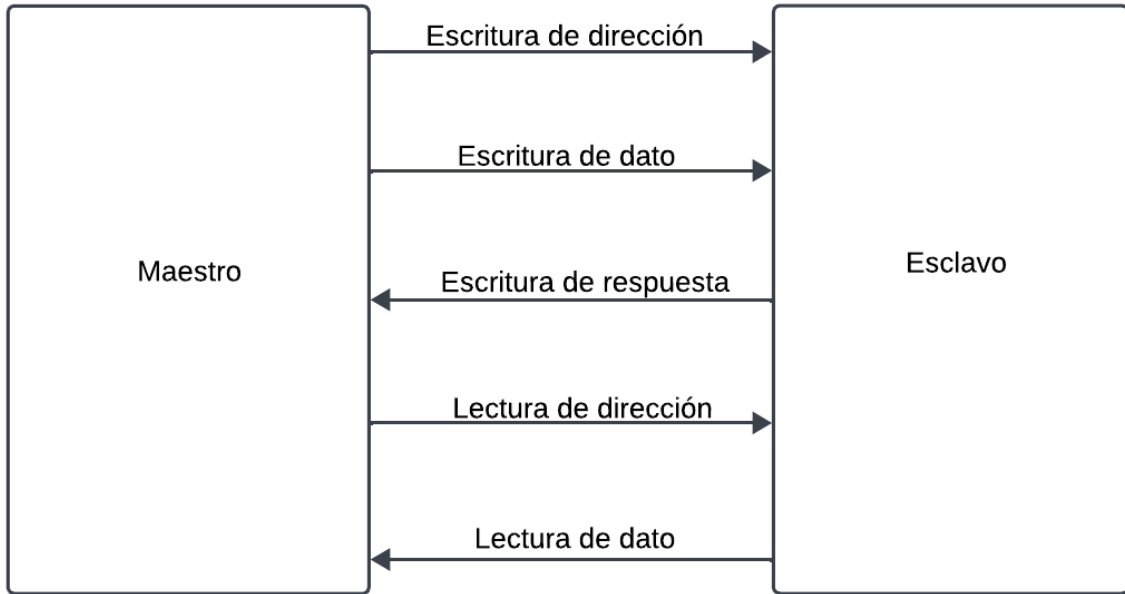 Escritura de dirección
Escritura de dato
Maestro
Esclavo
Escritura de respuesta
Lectura de dirección
Lectura de dato